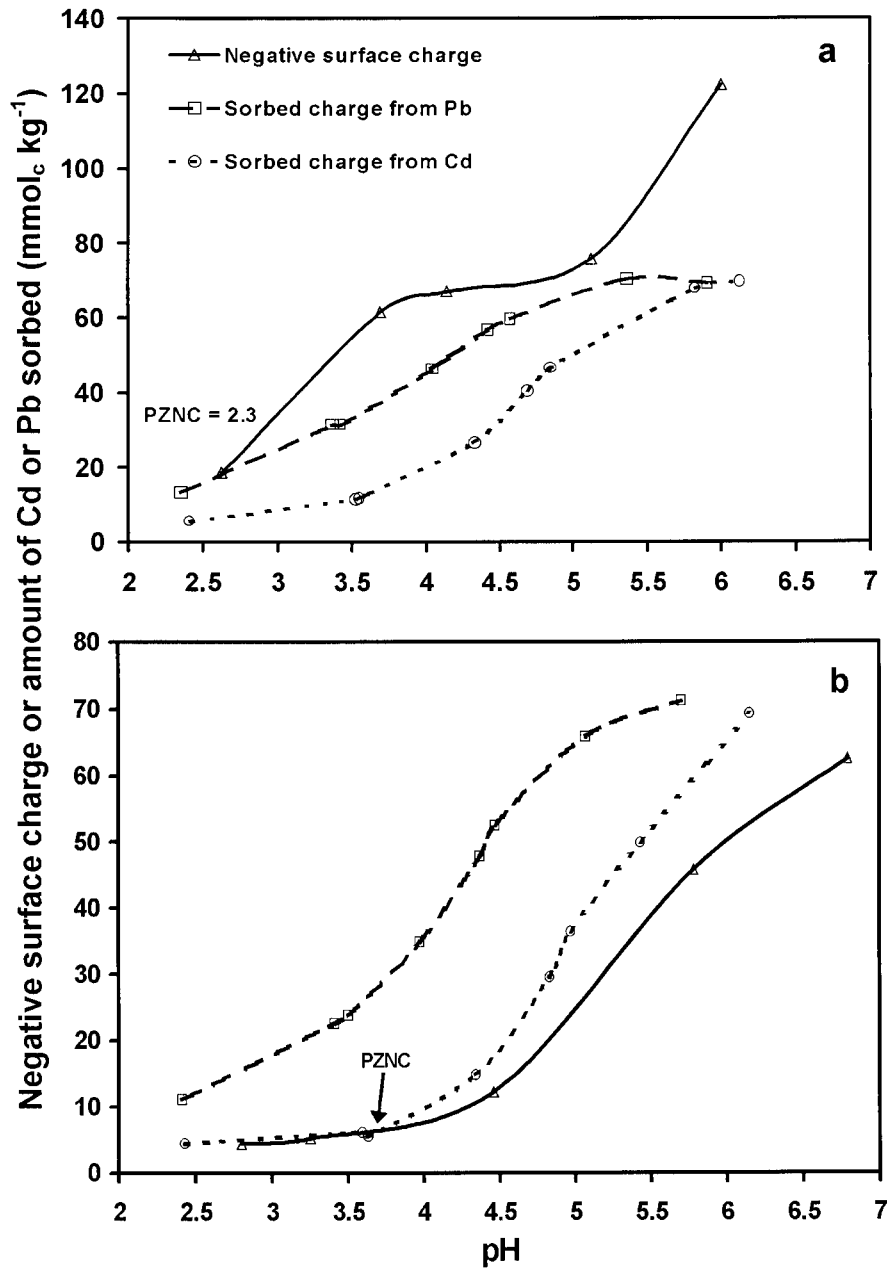 Negative surface charge or amount of Cd or Pb sorbed (mmolc kg-1)
140
120
100
80
60
40
20
0
a
Negative surface charge
Sorbed charge from Pb
Sorbed charge from Cd
PZNC = 2.3
2 2.5 3 3.5 4 4.5 5 5.5 6 6.5 7
80
70
60
50
40
30
20
10
0
b
PZNC
2 2.5 3 3.5 4 4.5 5 5.5 6 6.5 7
pH